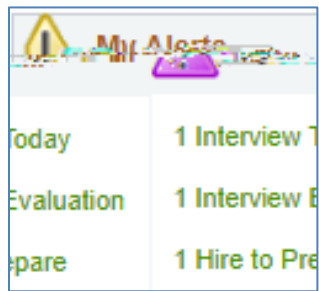 My Alerts
Today 1 Interview T
Evaluation 1 Interview E
epare 1 Hire to Pre